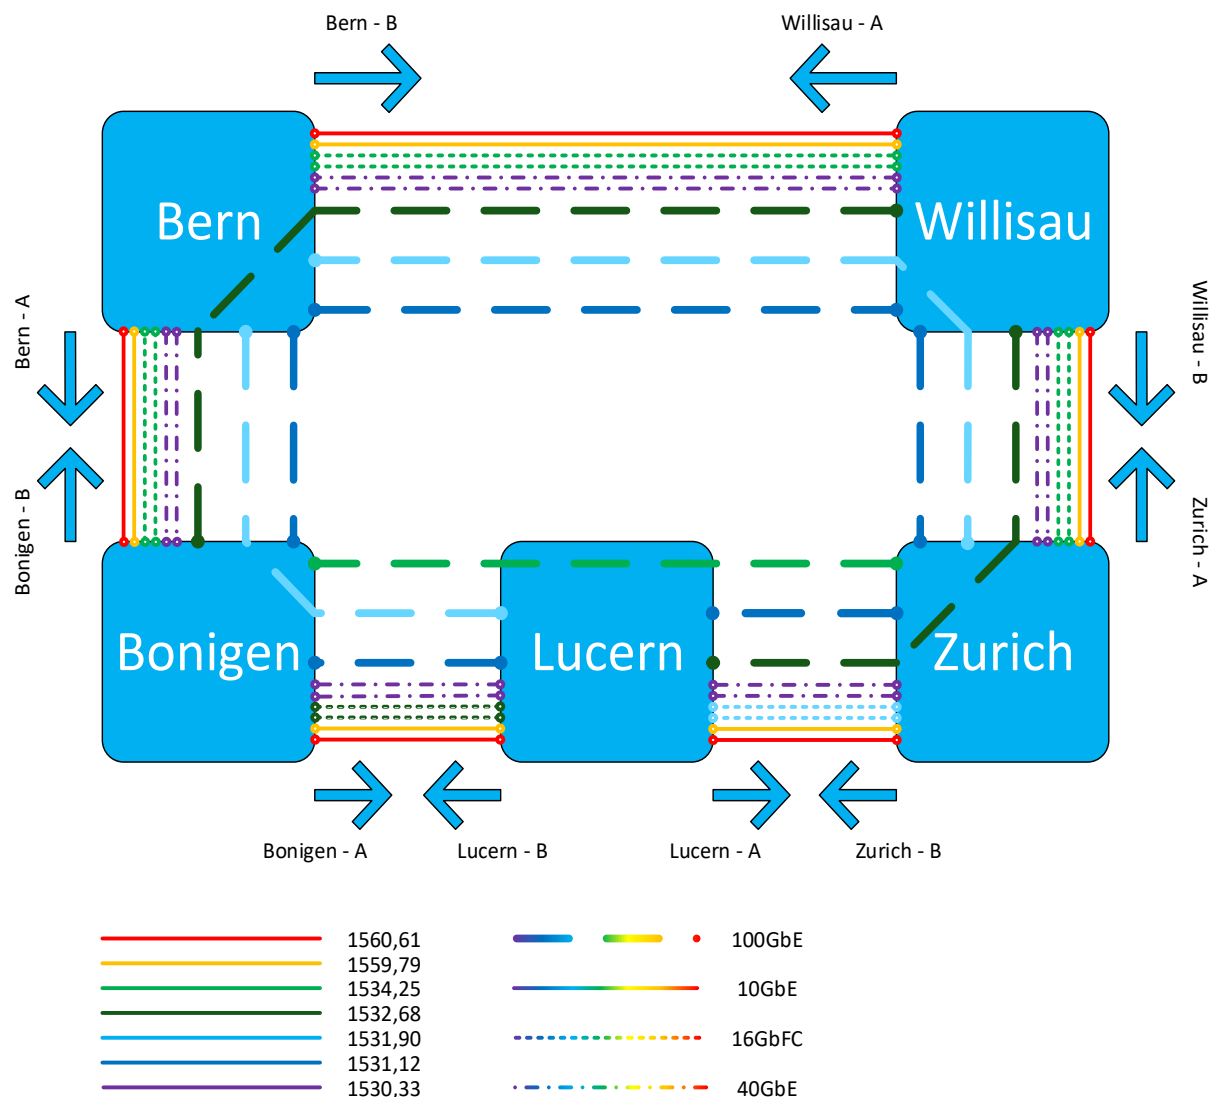 Bern - B
Willisau - A
Bern
Willisau
Bern - A
Willisau - B
Bonigen - B
Zurich - A
Bonigen
Lucern
Zurich
Bonigen - A
Lucern - B
Lucern - A
Zurich - B
1560,61
100GbE
1559,79
1534,25
10GbE
1532,68
1531,90
16GbFC
1531,12
1530,33
40GbE